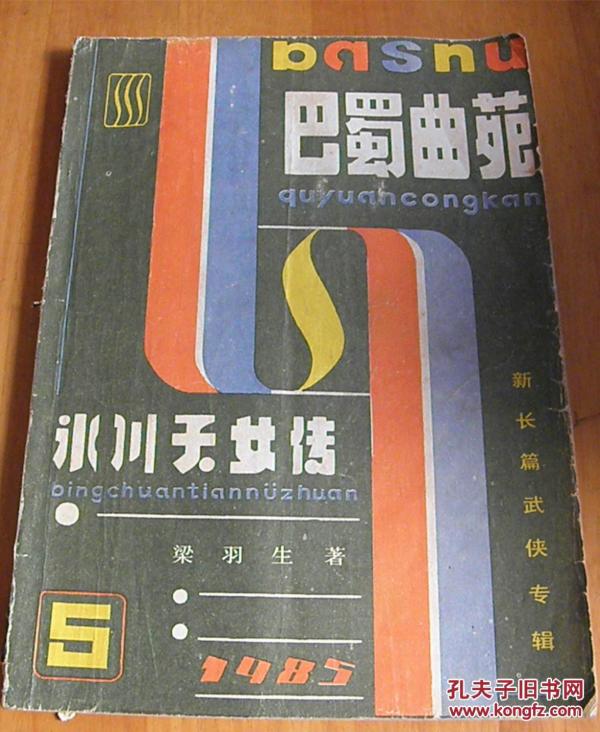 bashu
巴蜀曲苑
quyuancongkan
新长篇武侠专辑
冰川天女传
bingchuantiannüzhuan
梁羽生著
5
1985
孔夫子旧书网
www.kongfz.com